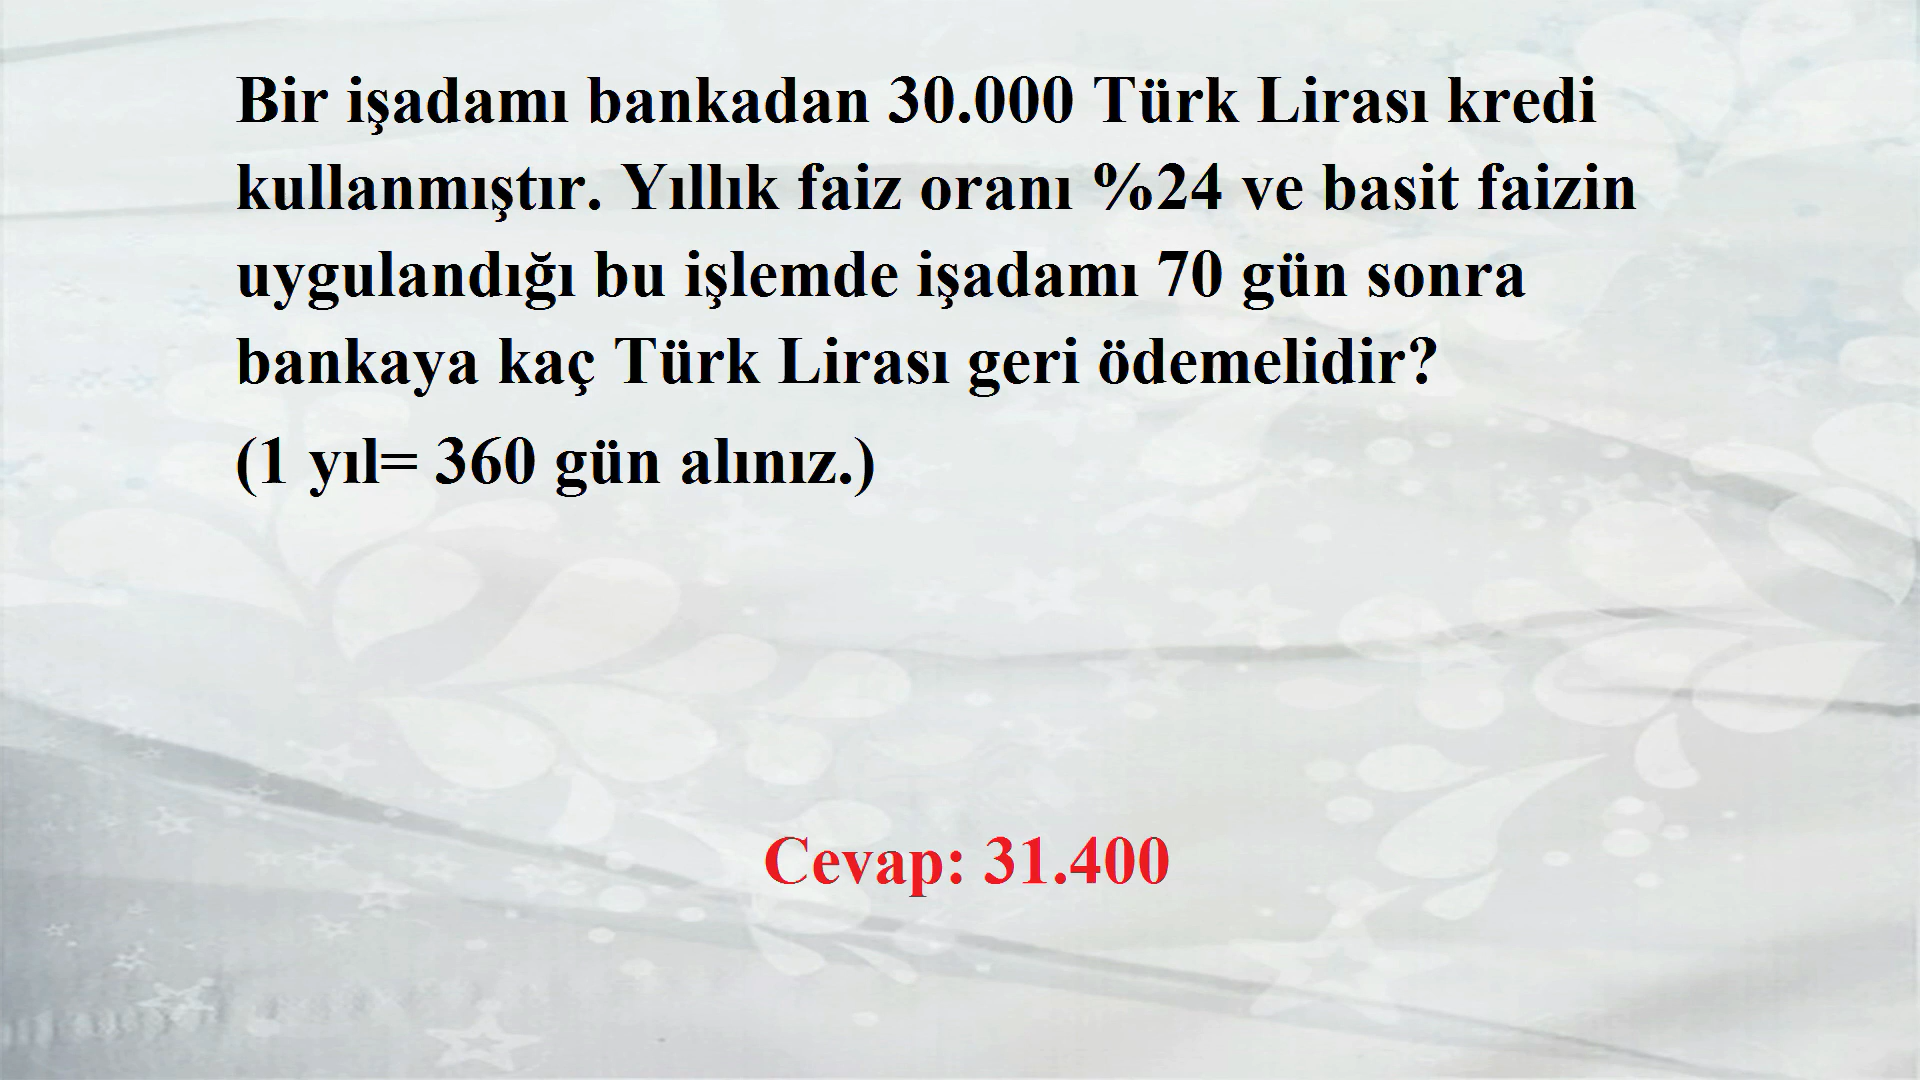 Bir işadamı bankadan 30.000 Türk Lirası kredi
kullanmıştır. Yıllık faiz oranı %24 ve basit faizin
uygulandığı bu işlemde işadamı 70 gün sonra
bankaya kaç Türk Lirası geri ödemelidir?
(1 yıl= 360 gün alınız.)
Cevap: 31.400